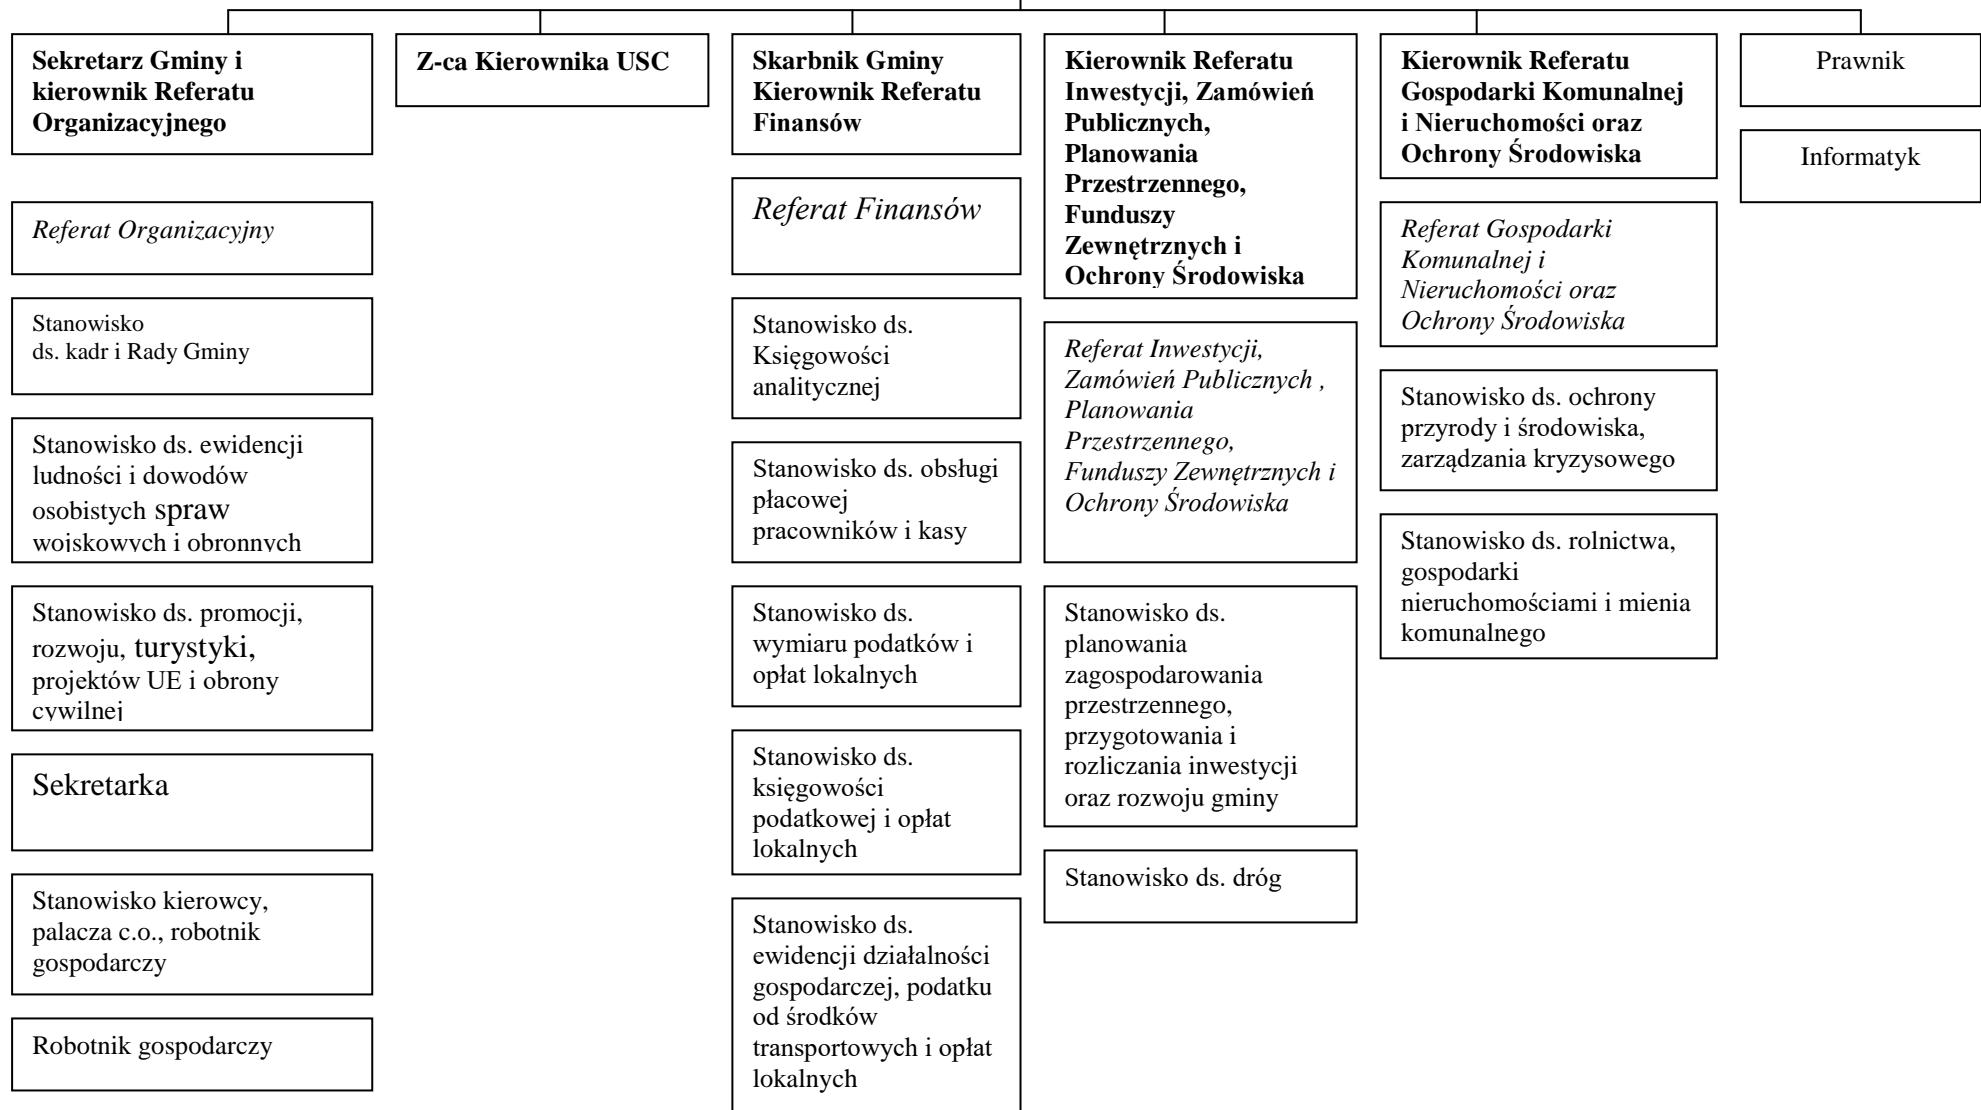 Sekretarz Gminy i
kierownik Referatu
Organizacyjnego
Referat Organizacyjny
Stanowisko
ds. kadr i Rady Gminy
Stanowisko ds. ewidencji
ludności i dowodów
osobistych spraw
wojskowych i obronnych
Stanowisko ds. promocji,
rozwoju, turystyki,
projektów UE i obrony
cywilnej
Sekretarka
Stanowisko kierowcy,
palacza c.o., robotnik
gospodarczy
Robotnik gospodarczy
Z-ca Kierownika USC
Skarbnik Gminy
Kierownik Referatu
Finansów
Referat Finansów
Stanowisko ds.
Księgowości
analitycznej
Stanowisko ds. obsługi
płacowej
pracowników i kasy
Stanowisko ds.
wymiaru podatków i
opłat lokalnych
Stanowisko ds.
księgowości
podatkowej i opłat
lokalnych
Stanowisko ds.
ewidencji działalności
gospodarczej, podatku
od środków
transportowych i opłat
lokalnych
Kierownik Referatu
Inwestycji, Zamówień
Publicznych,
Planowania
Przestrzennego,
Funduszy
Zewnętrznych i
Ochrony Środowiska
Referat Inwestycji,
Zamówień Publicznych ,
Planowania
Przestrzennego,
Funduszy Zewnętrznych i
Ochrony Środowiska
Stanowisko ds.
planowania
zagospodarowania
przestrzennego,
przygotowania i
rozliczania inwestycji
oraz rozwoju gminy
Stanowisko ds. dróg
Kierownik Referatu
Gospodarki Komunalnej
i Nieruchomości oraz
Ochrony Środowiska
Referat Gospodarki
Komunalnej i
Nieruchomości oraz
Ochrony Środowiska
Stanowisko ds. ochrony
przyrody i środowiska,
zarządzania kryzysowego
Stanowisko ds. rolnictwa,
gospodarki
nieruchomościami i mienia
komunalnego
Prawnik
Informatyk